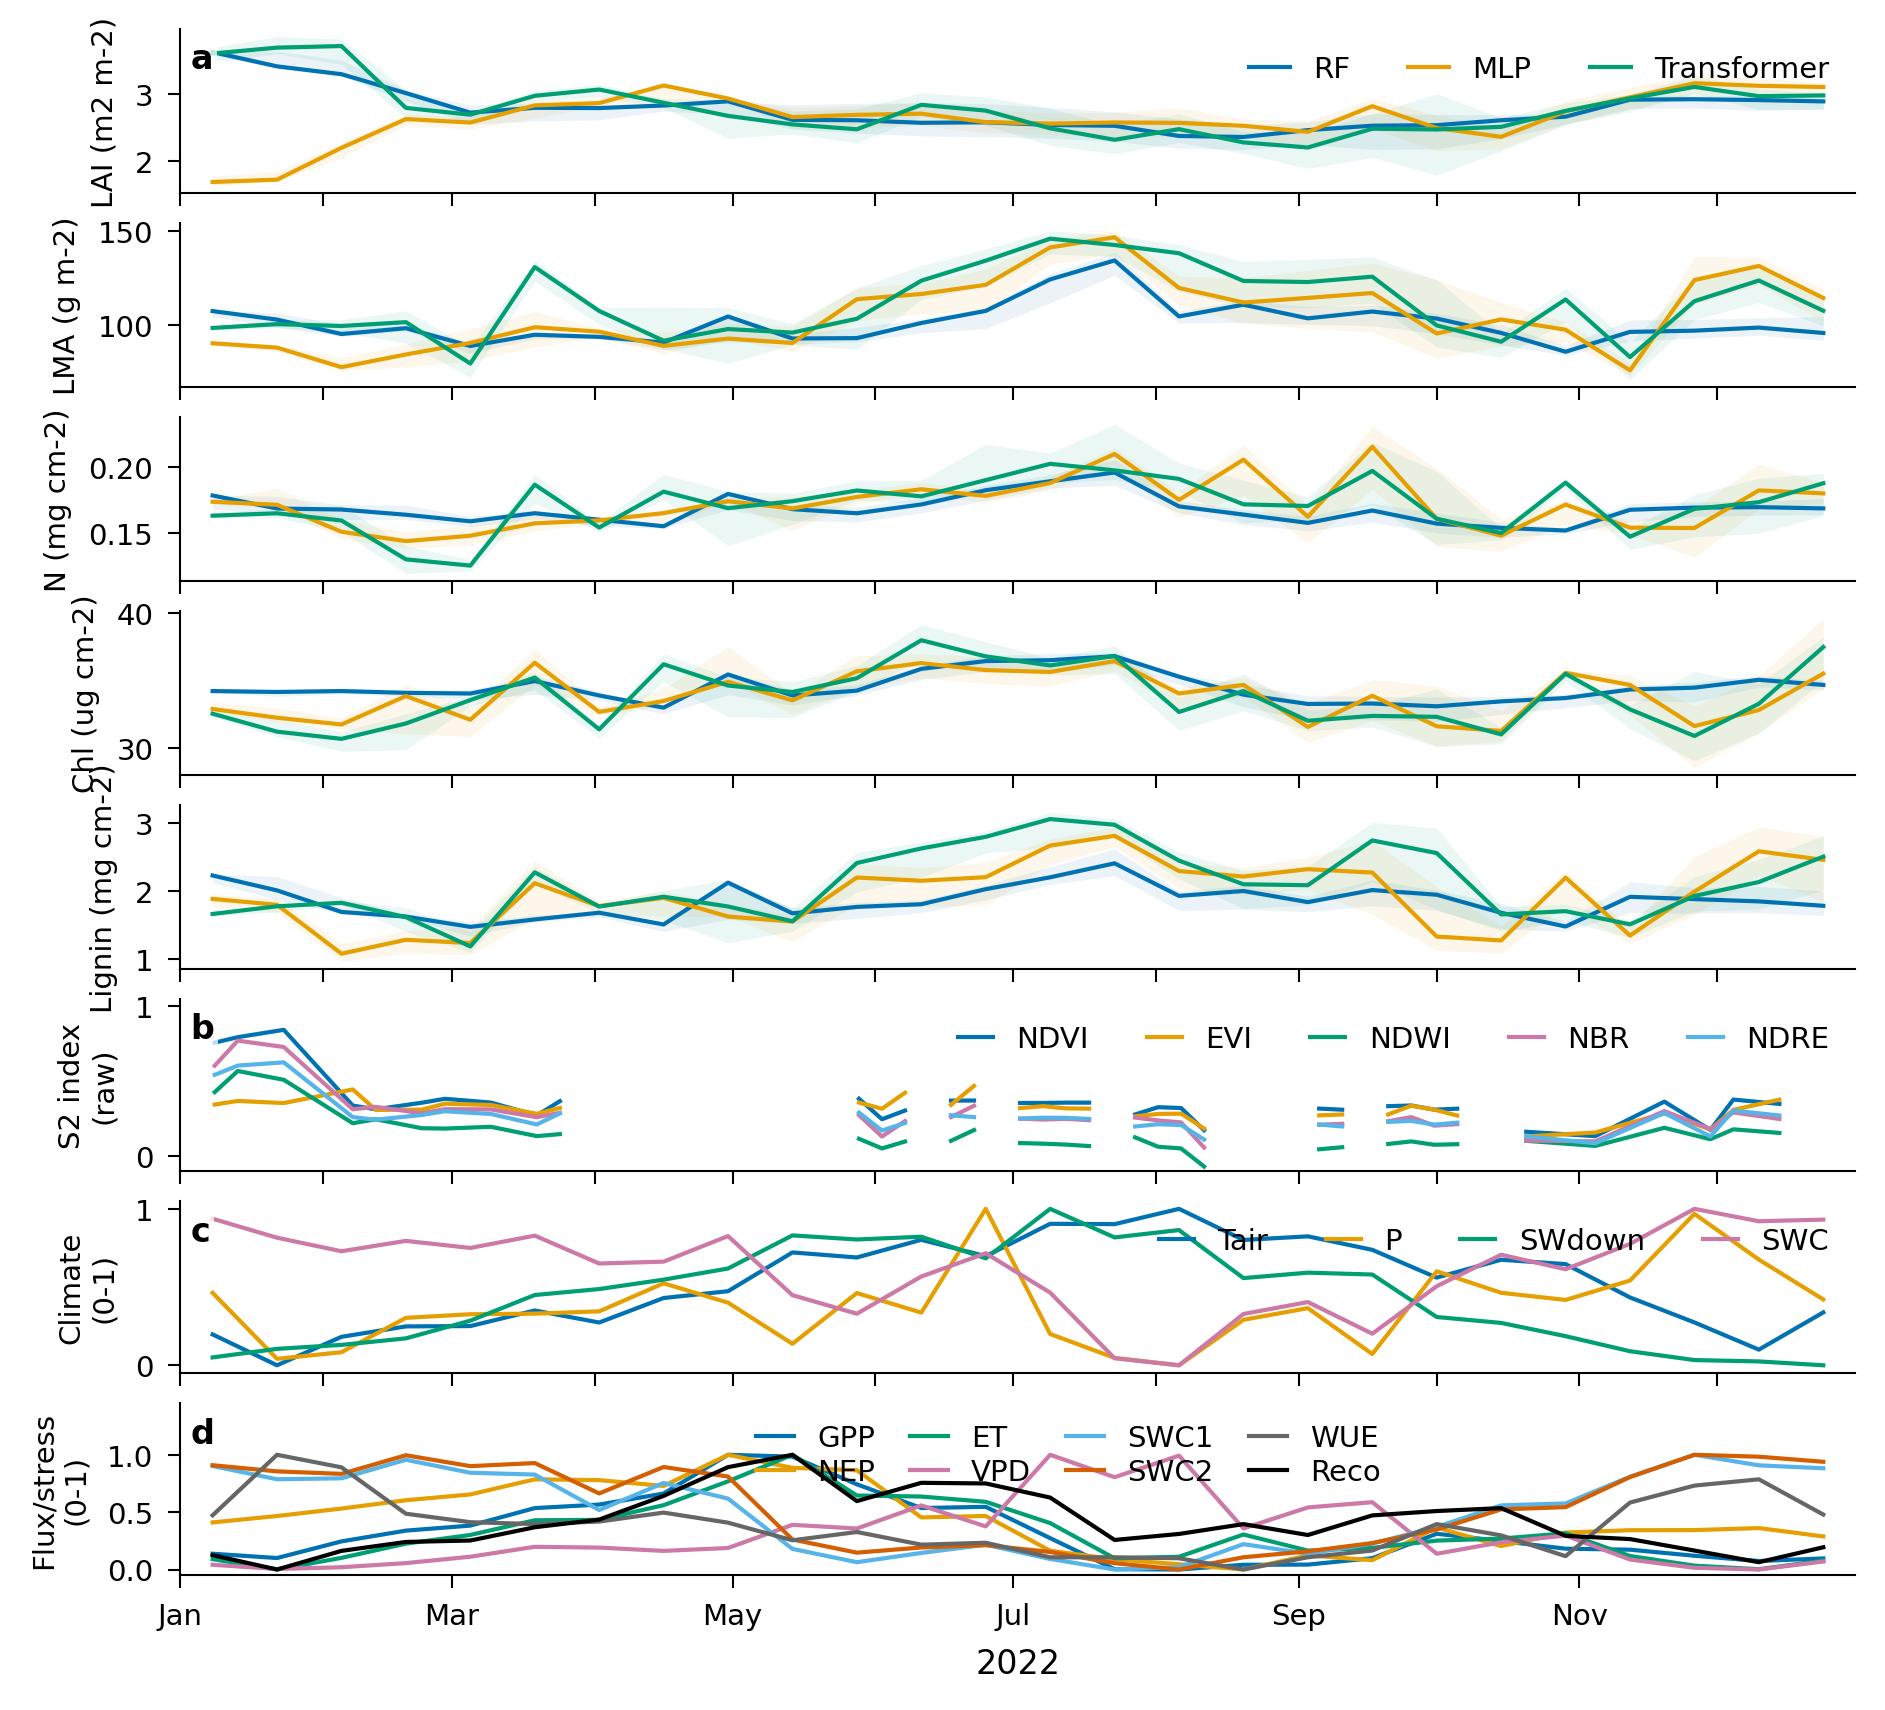 a
RF MLP Transformer
LAI (m2 m-2)
3
2
LMA (g m-2)
150
100
N (mg cm-2)
0.20
0.15
Chl (ug cm-2)
40
30
Lignin (mg cm-2)
3
2
1
b
NDVI EVI NDWI NBR NDRE
S2 index
(raw)
1
0
c
Tair P SWdown SWC
Climate
(0-1)
1
0
d
GPP ET SWC1 WUE
NEP VPD SWC2 Reco
Flux/stress
(0-1)
1.0
0.5
0.0
Jan Mar May Jul Sep Nov
2022